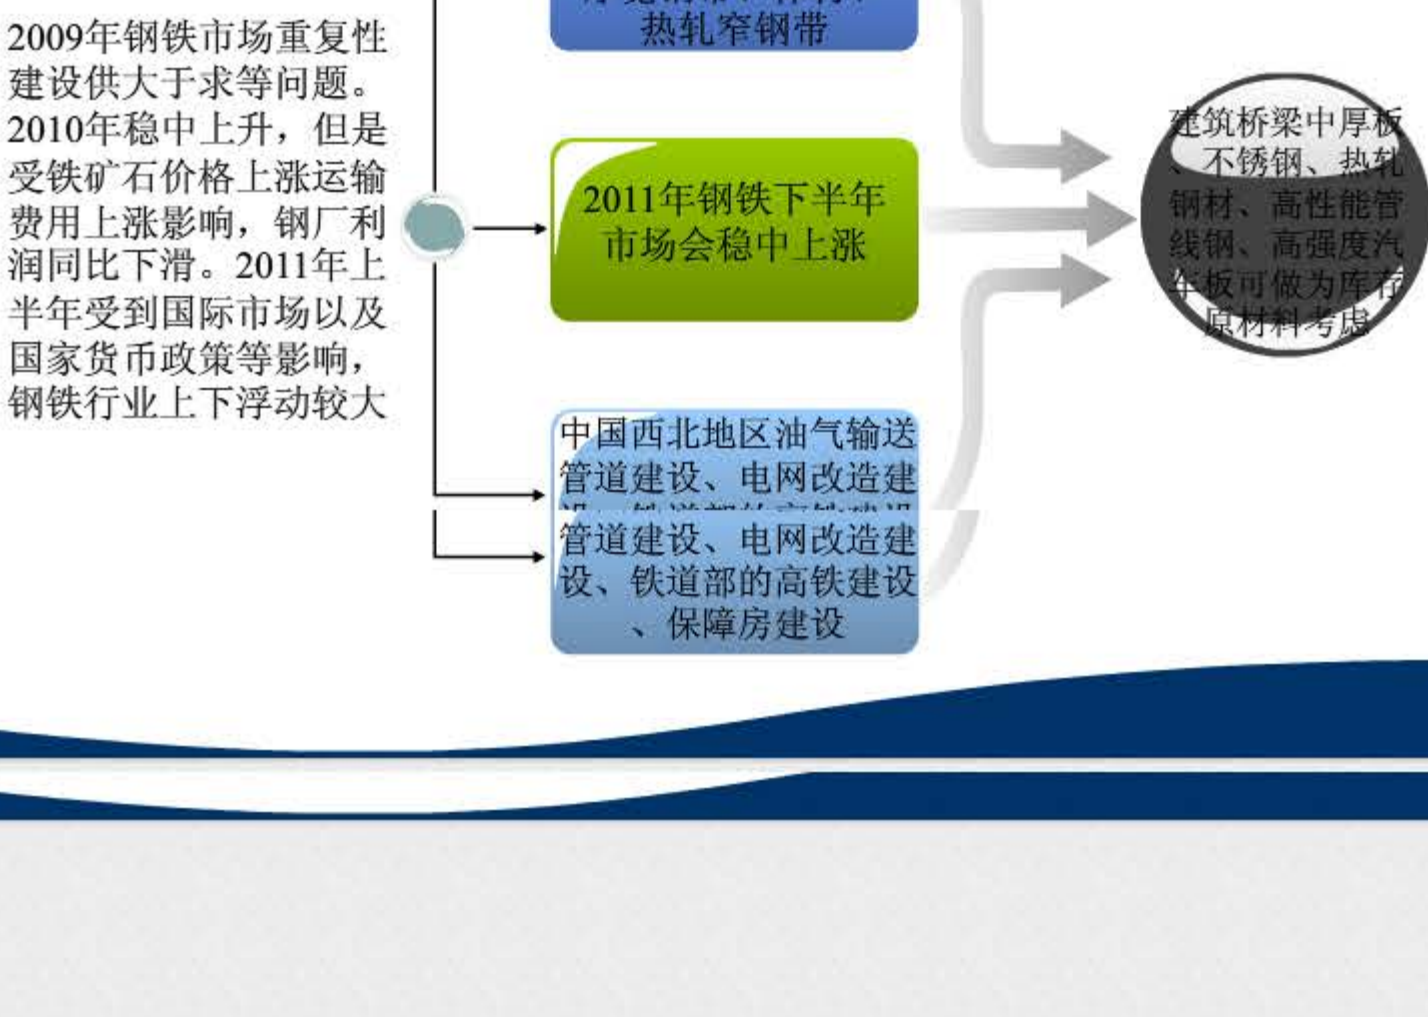 2009年钢铁市场重复性
建设供大于求等问题。
2010年稳中上升，但是
受铁矿石价格上涨运输
费用上涨影响，钢厂利
润同比下滑。2011年上
半年受到国际市场以及
国家货币政策等影响，
钢铁行业上下浮动较大
热轧窄钢带
2011年钢铁下半年
市场会稳中上涨
中国西北地区油气输送
管道建设、电网改造建
管道建设、电网改造建
设、铁道部的高铁建设
、保障房建设
建筑桥梁中厚板
、不锈钢、热轧
钢材、高性能管
线钢、高强度汽
车板可做为库存
原材料考虑